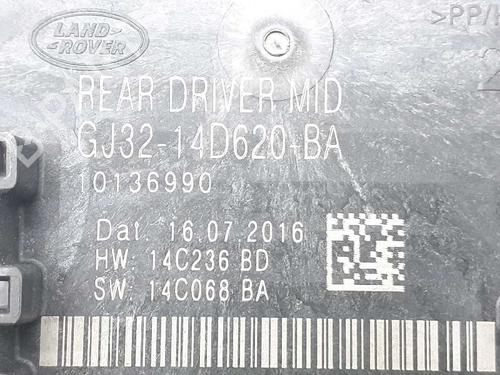 LAND
ROVER
>PP/
REAR DRIVER MID
GJ32-14D620-BA
10136990
Dat. 16.07.2016
HW. 14C236 BD
SW. 14C068 BA